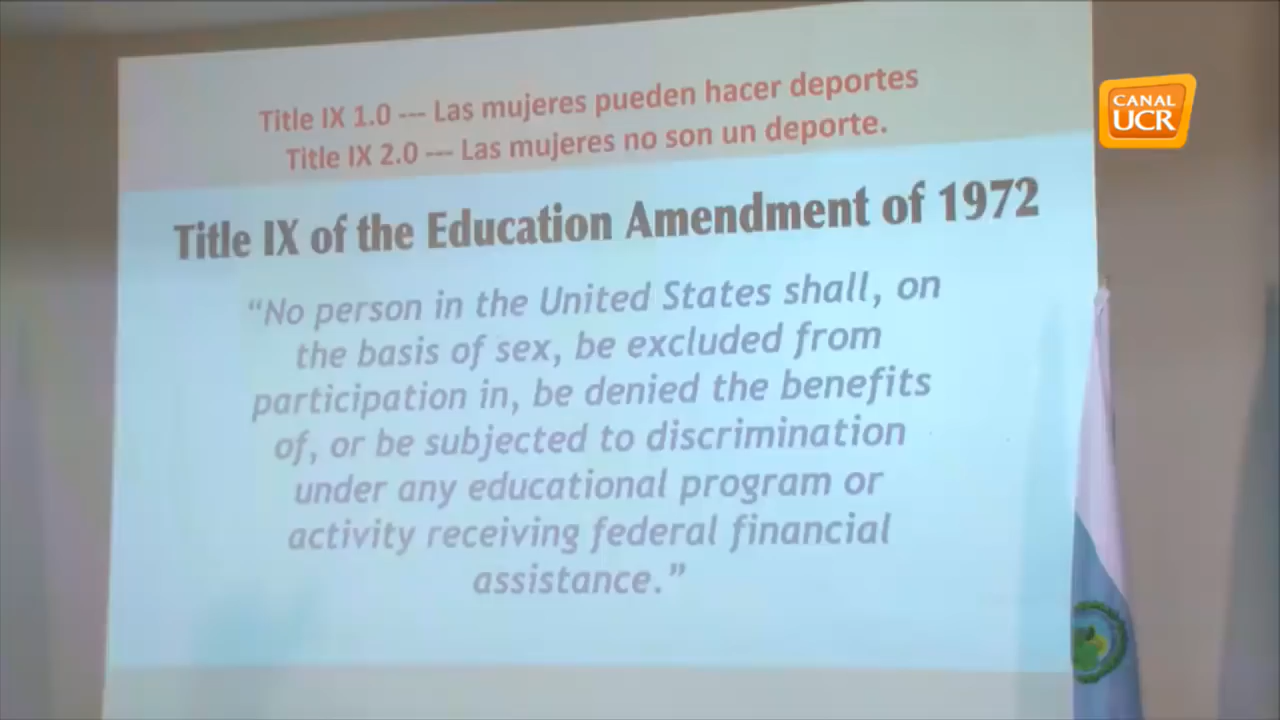 Title IX 1.0 --- Las mujeres pueden hacer deportes
Title IX 2.0 --- Las mujeres no son un deporte.
CANAL
UCR
Title IX of the Education Amendment of 1972
“No person in the United States shall, on
the basis of sex, be excluded from
participation in, be denied the benefits
of, or be subjected to discrimination
under any educational program or
activity receiving federal financial
assistance.”